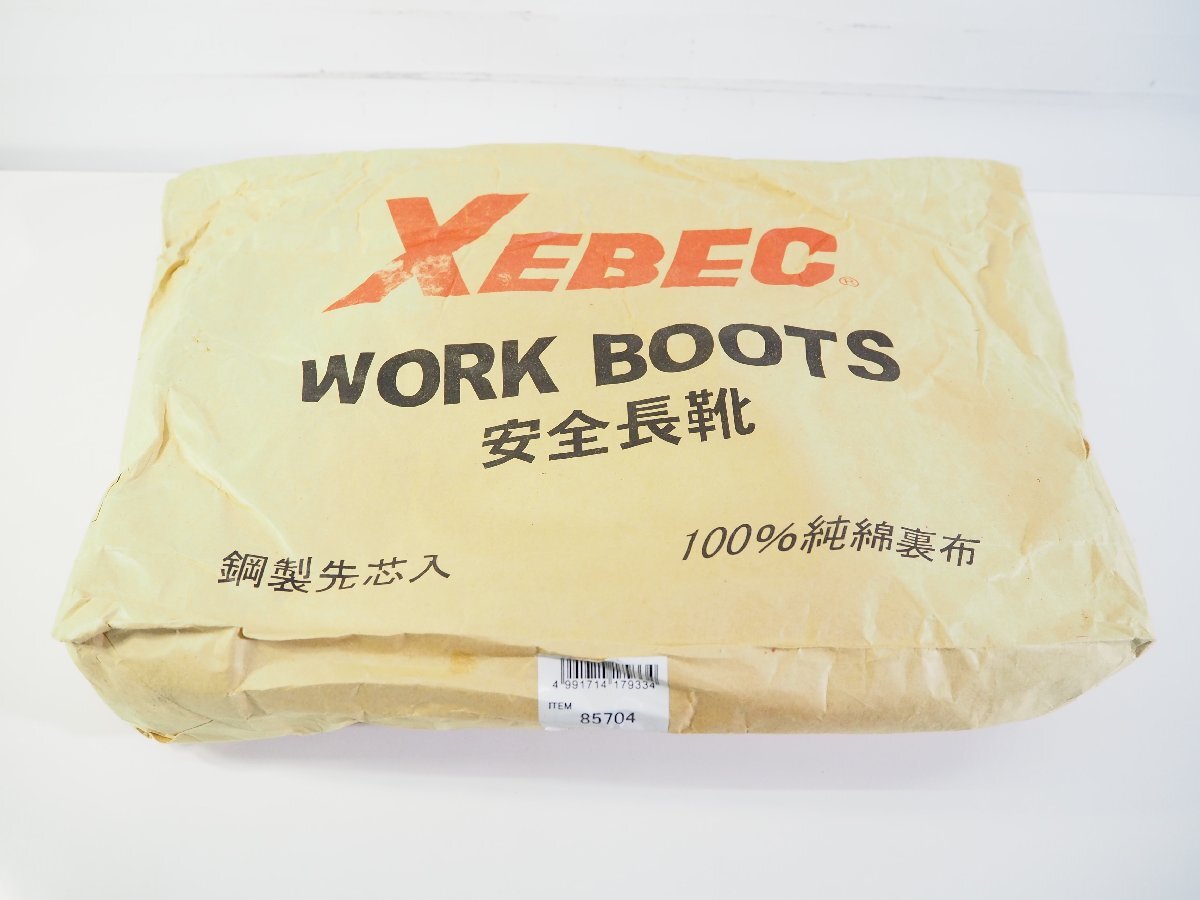 XEBEC®
WORK BOOTS
安全長靴
鋼製先芯入
100%純綿裏布
4 991714 179334
ITEM
85704